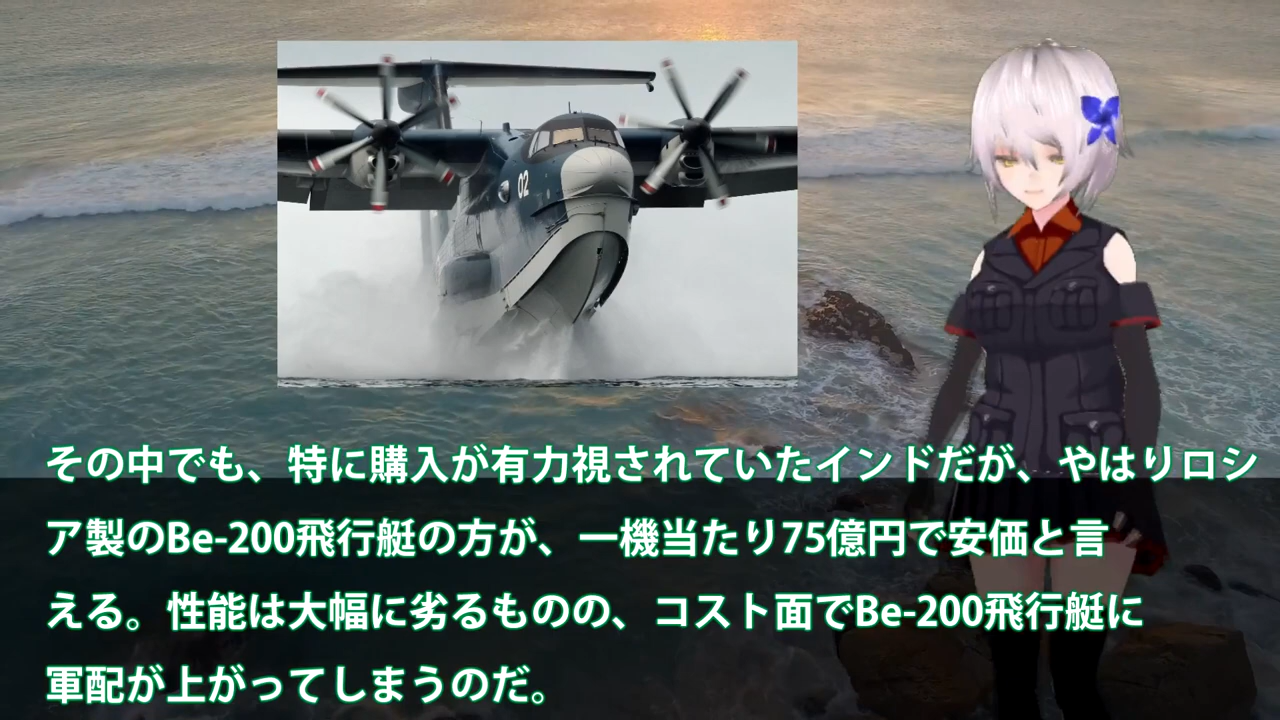 02
その中でも、特に購入が有力視されていたインドだが、やはりロシ
ア製のBe-200飛行艇の方が、一機当たり75億円で安価と言
える。性能は大幅に劣るものの、コスト面でBe-200飛行艇に
軍配が上がってしまうのだ。